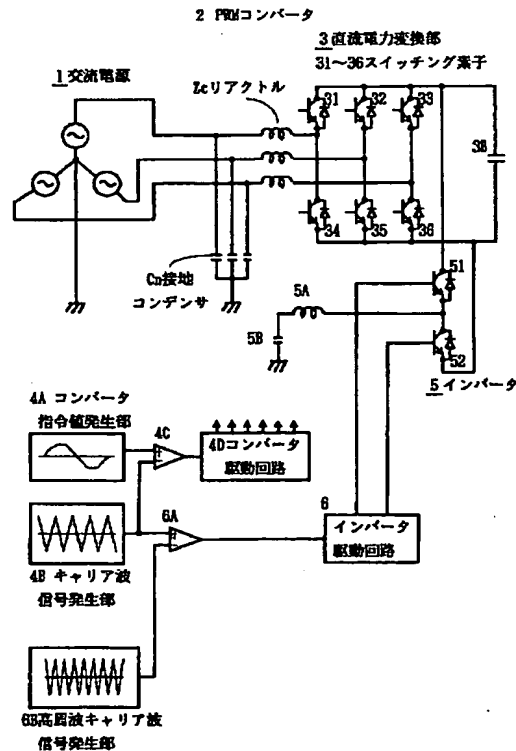 2 PWMコンバータ
3直流電力変換部
31~36スイッチング素子
1交流電源
Zcリアクトル
31
32
33
3B
34
35
36
Cn接地
コンデンサ
5A
51
5B
52
5インバータ
4A コンバータ
指令値発生部
4C
4Dコンバータ
駆動回路
6A
6
インバータ
駆動回路
4B キャリア波
信号発生部
6B高周波キャリア波
信号発生部